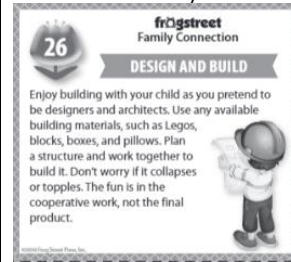 frogstreet
Family Connection
26
DESIGN AND BUILD
Enjoy building with your child as you pretend to
be designers and architects. Use any available
building materials, such as Legos,
blocks, boxes, and pillows. Plan
a structure and work together to
build it. Don't worry if it collapses
or topples. The fun is in the
cooperative work, not the final
product.